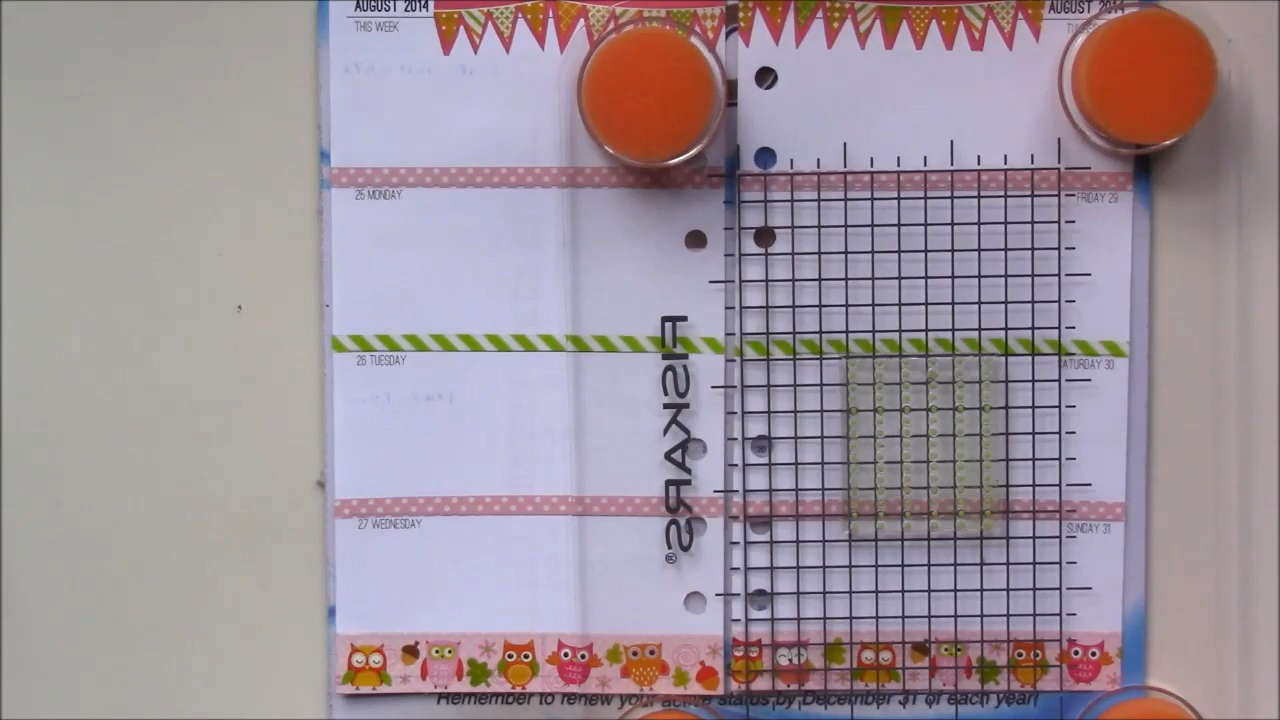 AUGUST 2014
THIS WEEK
25 MONDAY
26 TUESDAY
27 WEDNESDAY
FISKARS®
AUGUST 2014
FRIDAY 29
SATURDAY 30
SUNDAY 31
Remember to renew your active status by December 31 of each year!